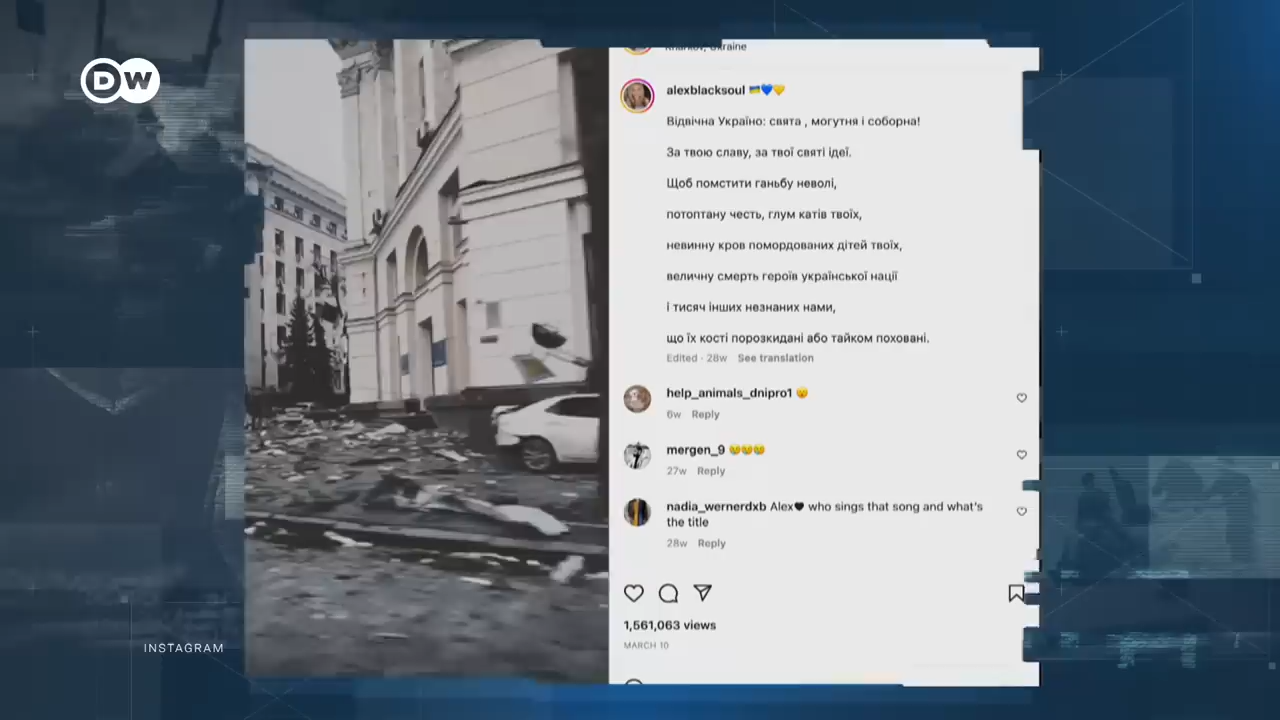 DW
Kharkov, Ukraine
alexblacksoul 🇺🇦💙💛
Відвічна Україно: свята , могутня і соборна!
За твою славу, за твої святі ідеї.
Щоб помстити ганьбу неволі,
потоптану честь, глум катів твоїх,
невинну кров помордованих дітей твоїх,
величну смерть героїв української нації
і тисяч інших незнаних нами,
що їх кості порозкидані або тайком поховані.
Edited · 28w See translation
help_animals_dnipro1 😮
6w Reply
mergen_9 😢😢😢
27w Reply
nadia_wernerdxb Alex🖤 who sings that song and what's
the title
28w Reply
1,561,063 views
MARCH 10
INSTAGRAM